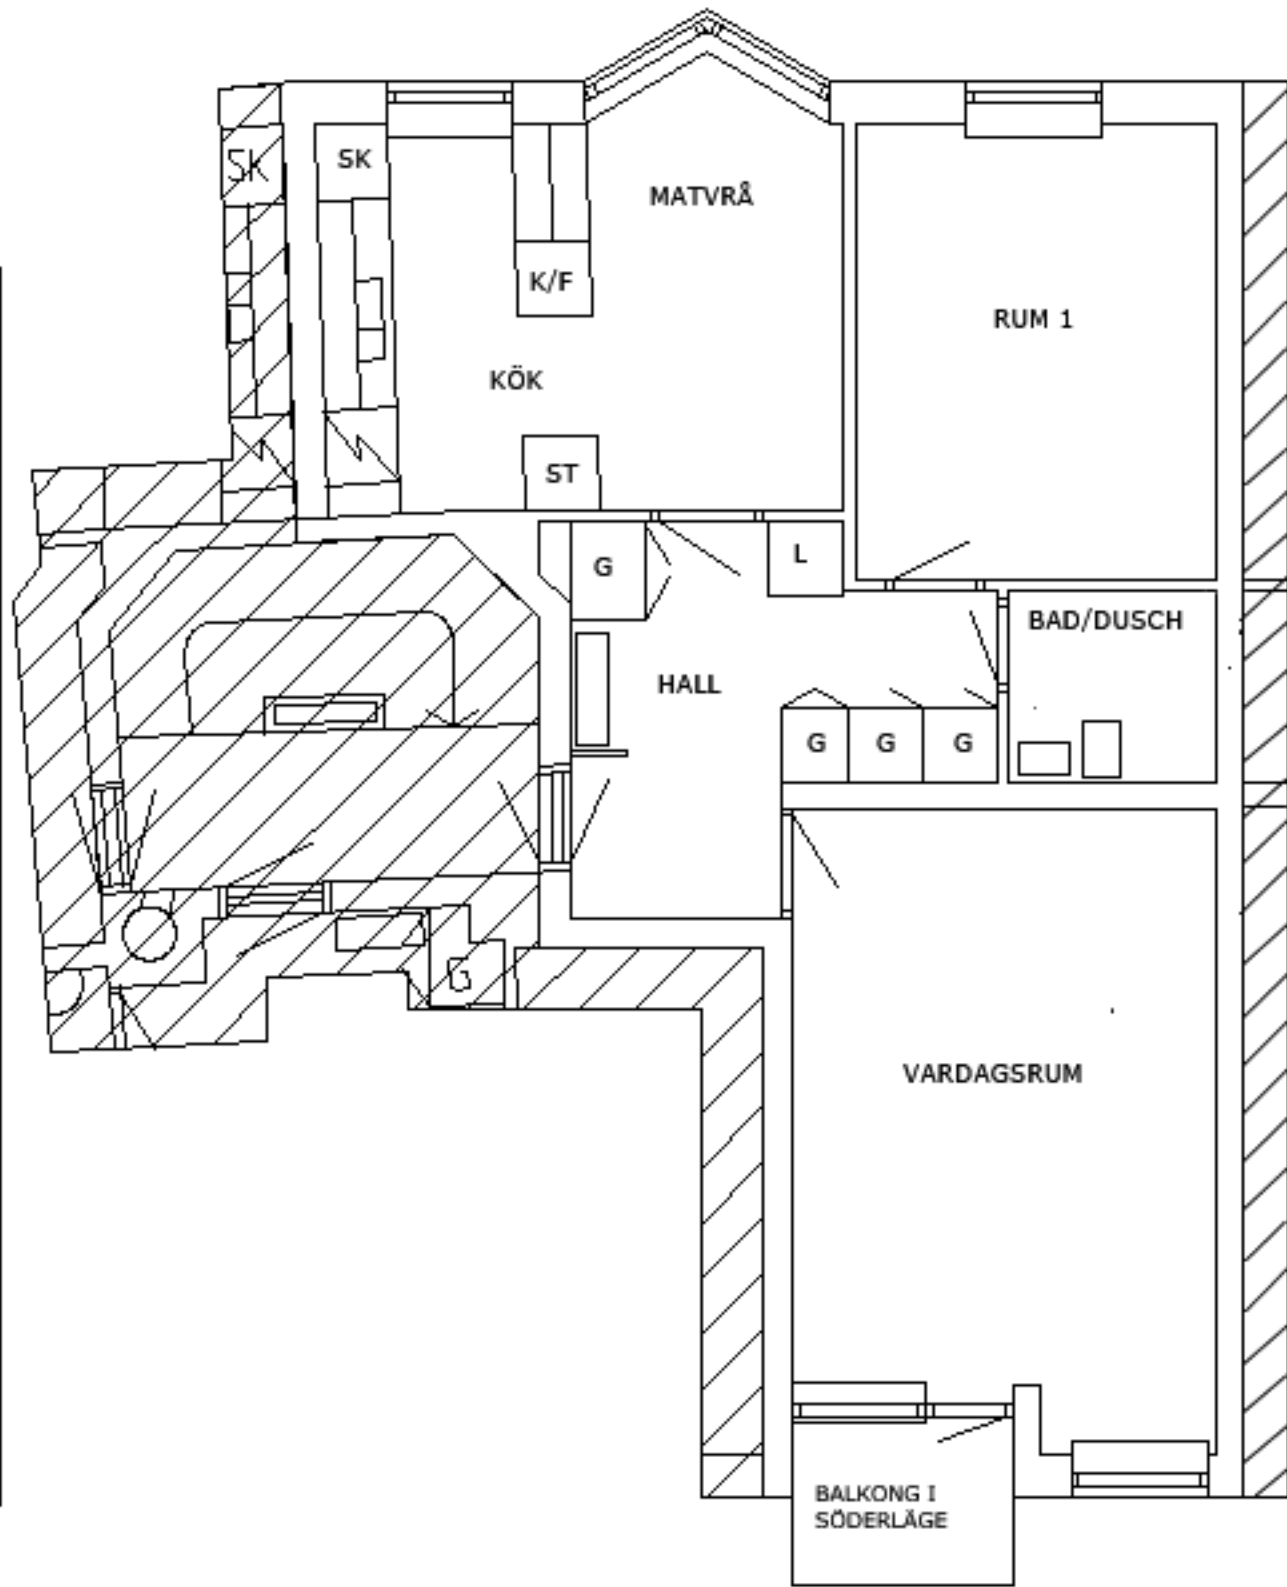 SK
SK
MATVRÅ
K/F
RUM 1
KÖK
ST
G
L
BAD/DUSCH
HALL
G
G
G
G
VARDAGSRUM
BALKONG I
SÖDERLÄGE